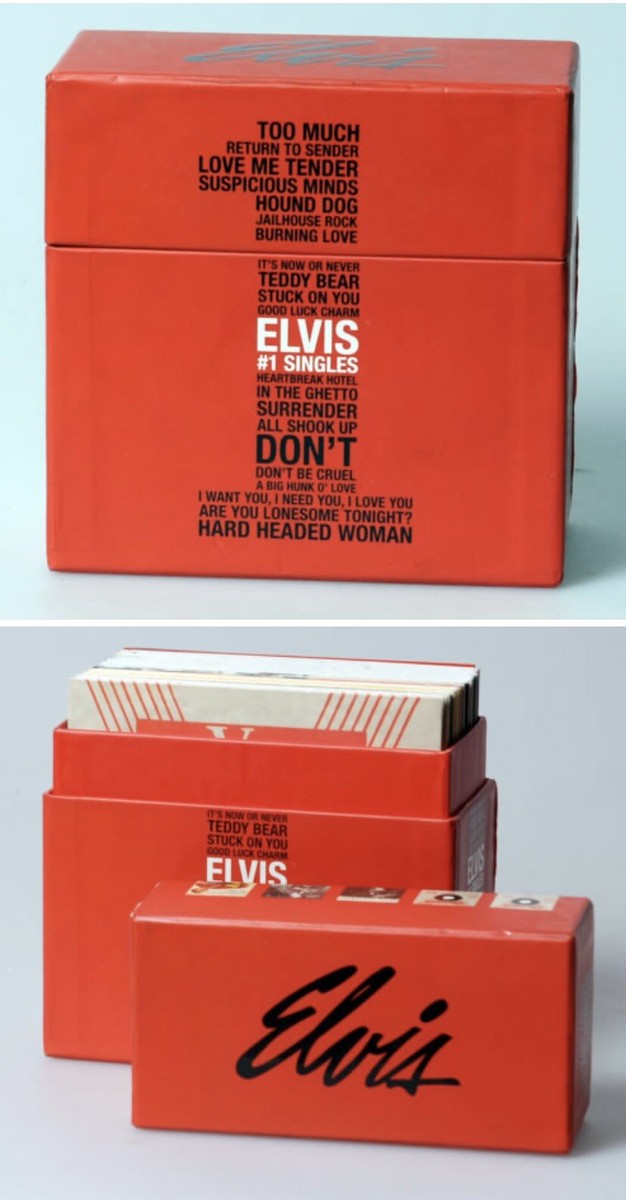 Elvis
TOO MUCH
RETURN TO SENDER
LOVE ME TENDER
SUSPICIOUS MINDS
HOUND DOG
JAILHOUSE ROCK
BURNING LOVE
IT'S NOW OR NEVER
TEDDY BEAR
STUCK ON YOU
GOOD LUCK CHARM
ELVIS
#1 SINGLES
HEARTBREAK HOTEL
IN THE GHETTO
SURRENDER
ALL SHOOK UP
DON'T
DON'T BE CRUEL
A BIG HUNK O' LOVE
I WANT YOU, I NEED YOU, I LOVE YOU
ARE YOU LONESOME TONIGHT?
HARD HEADED WOMAN
IT'S NOW OR NEVER
TEDDY BEAR
STUCK ON YOU
GOOD LUCK CHARM
ELVIS
ELVIS
Elvis